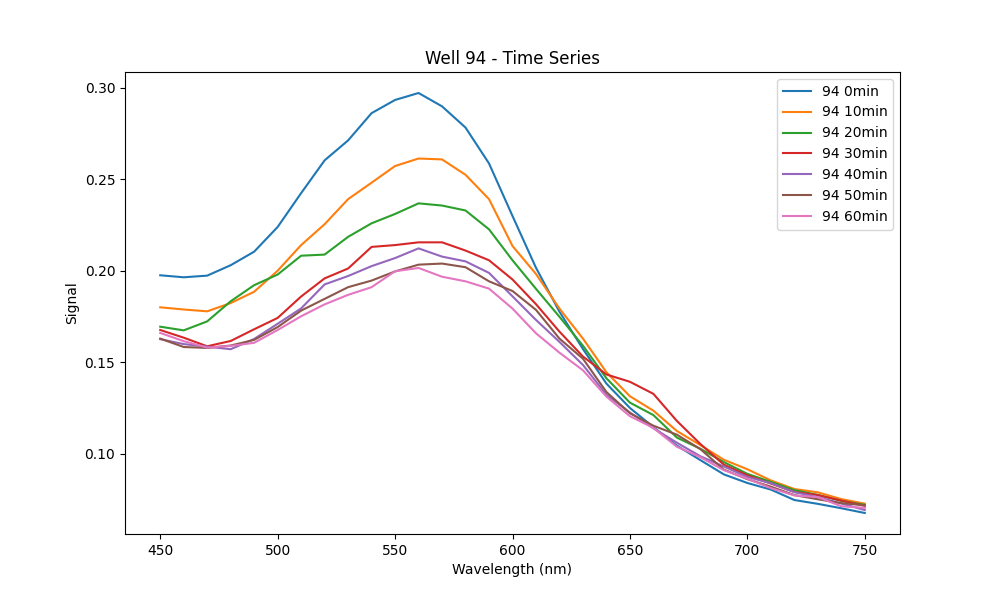 Well 94 - Time Series
0.30
0.25
0.20
0.15
0.10
Signal
450 500 550 600 650 700 750
Wavelength (nm)
94 0min
94 10min
94 20min
94 30min
94 40min
94 50min
94 60min